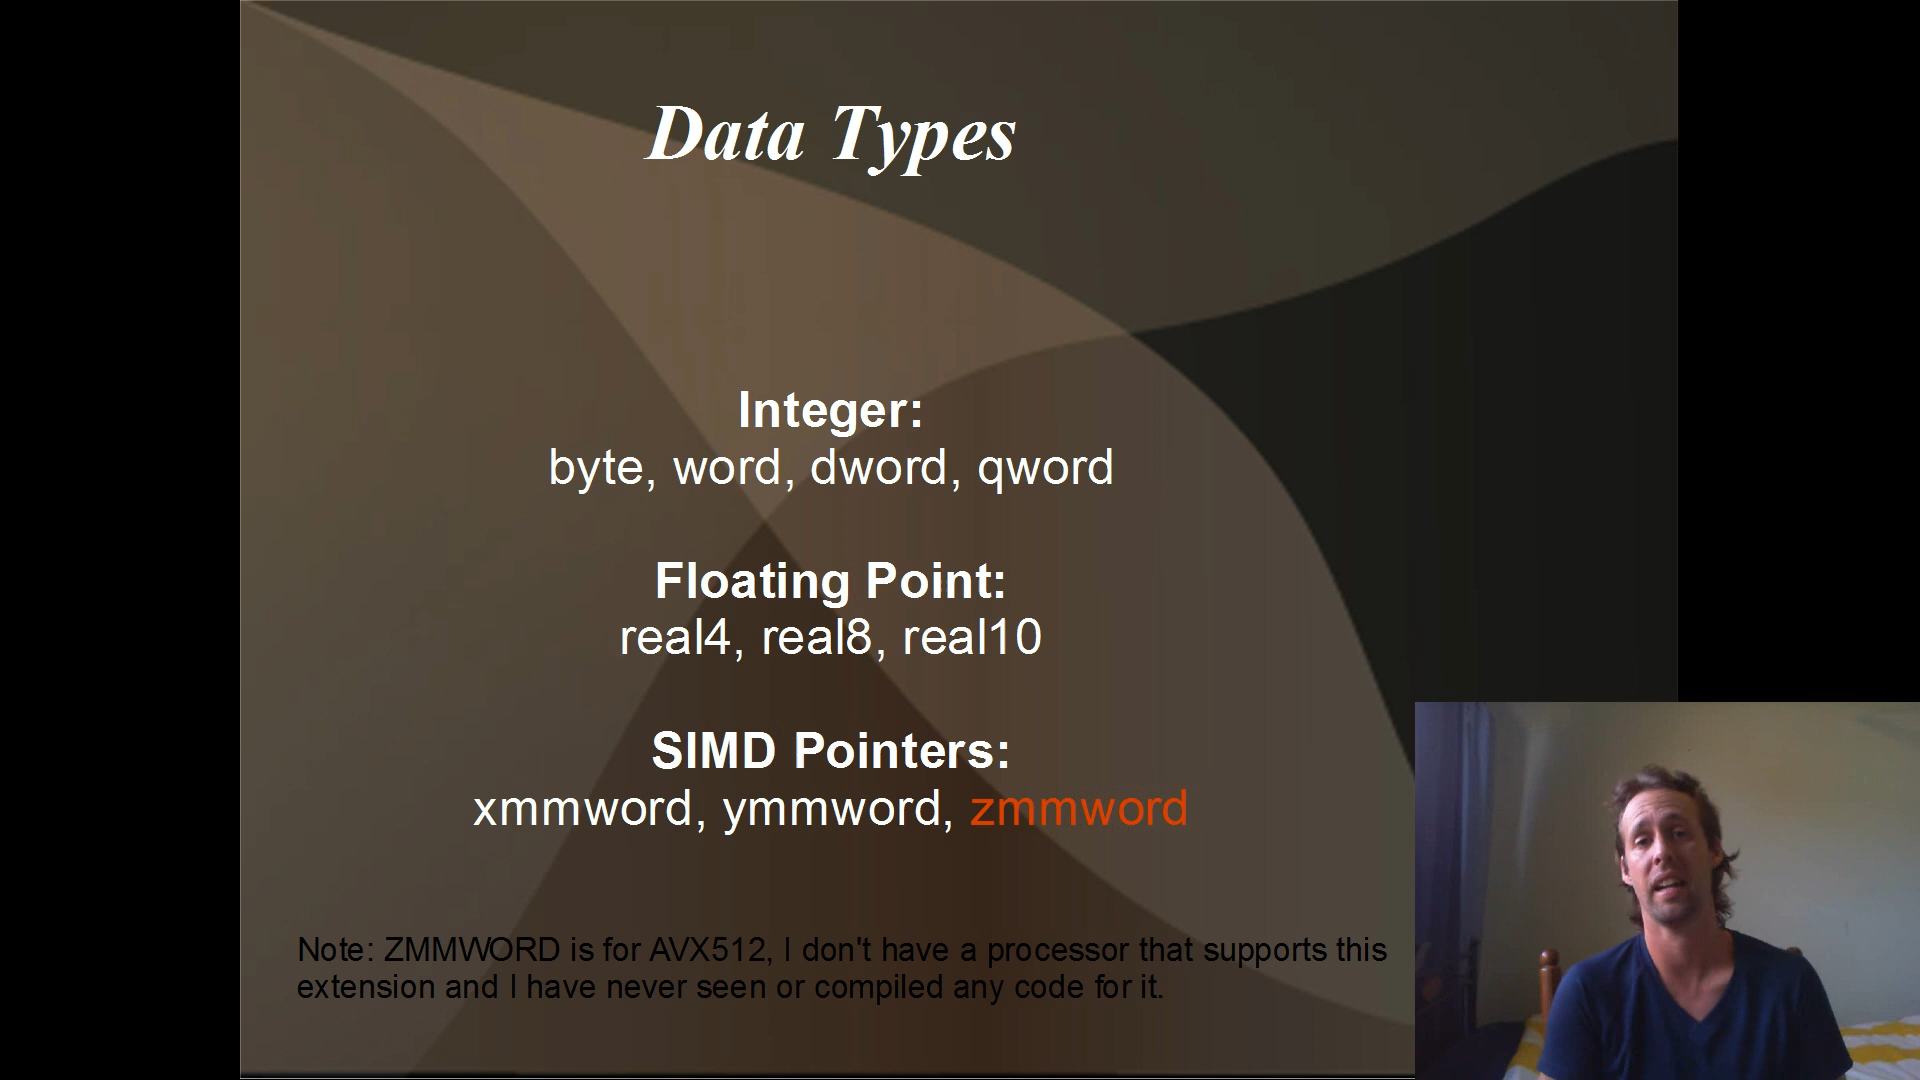 Data Types
Integer:
byte, word, dword, qword
Floating Point:
real4, real8, real10
SIMD Pointers:
xmmword, ymmword, zmmword
Note: ZMMWORD is for AVX512, I don't have a processor that supports this
extension and I have never seen or compiled any code for it.